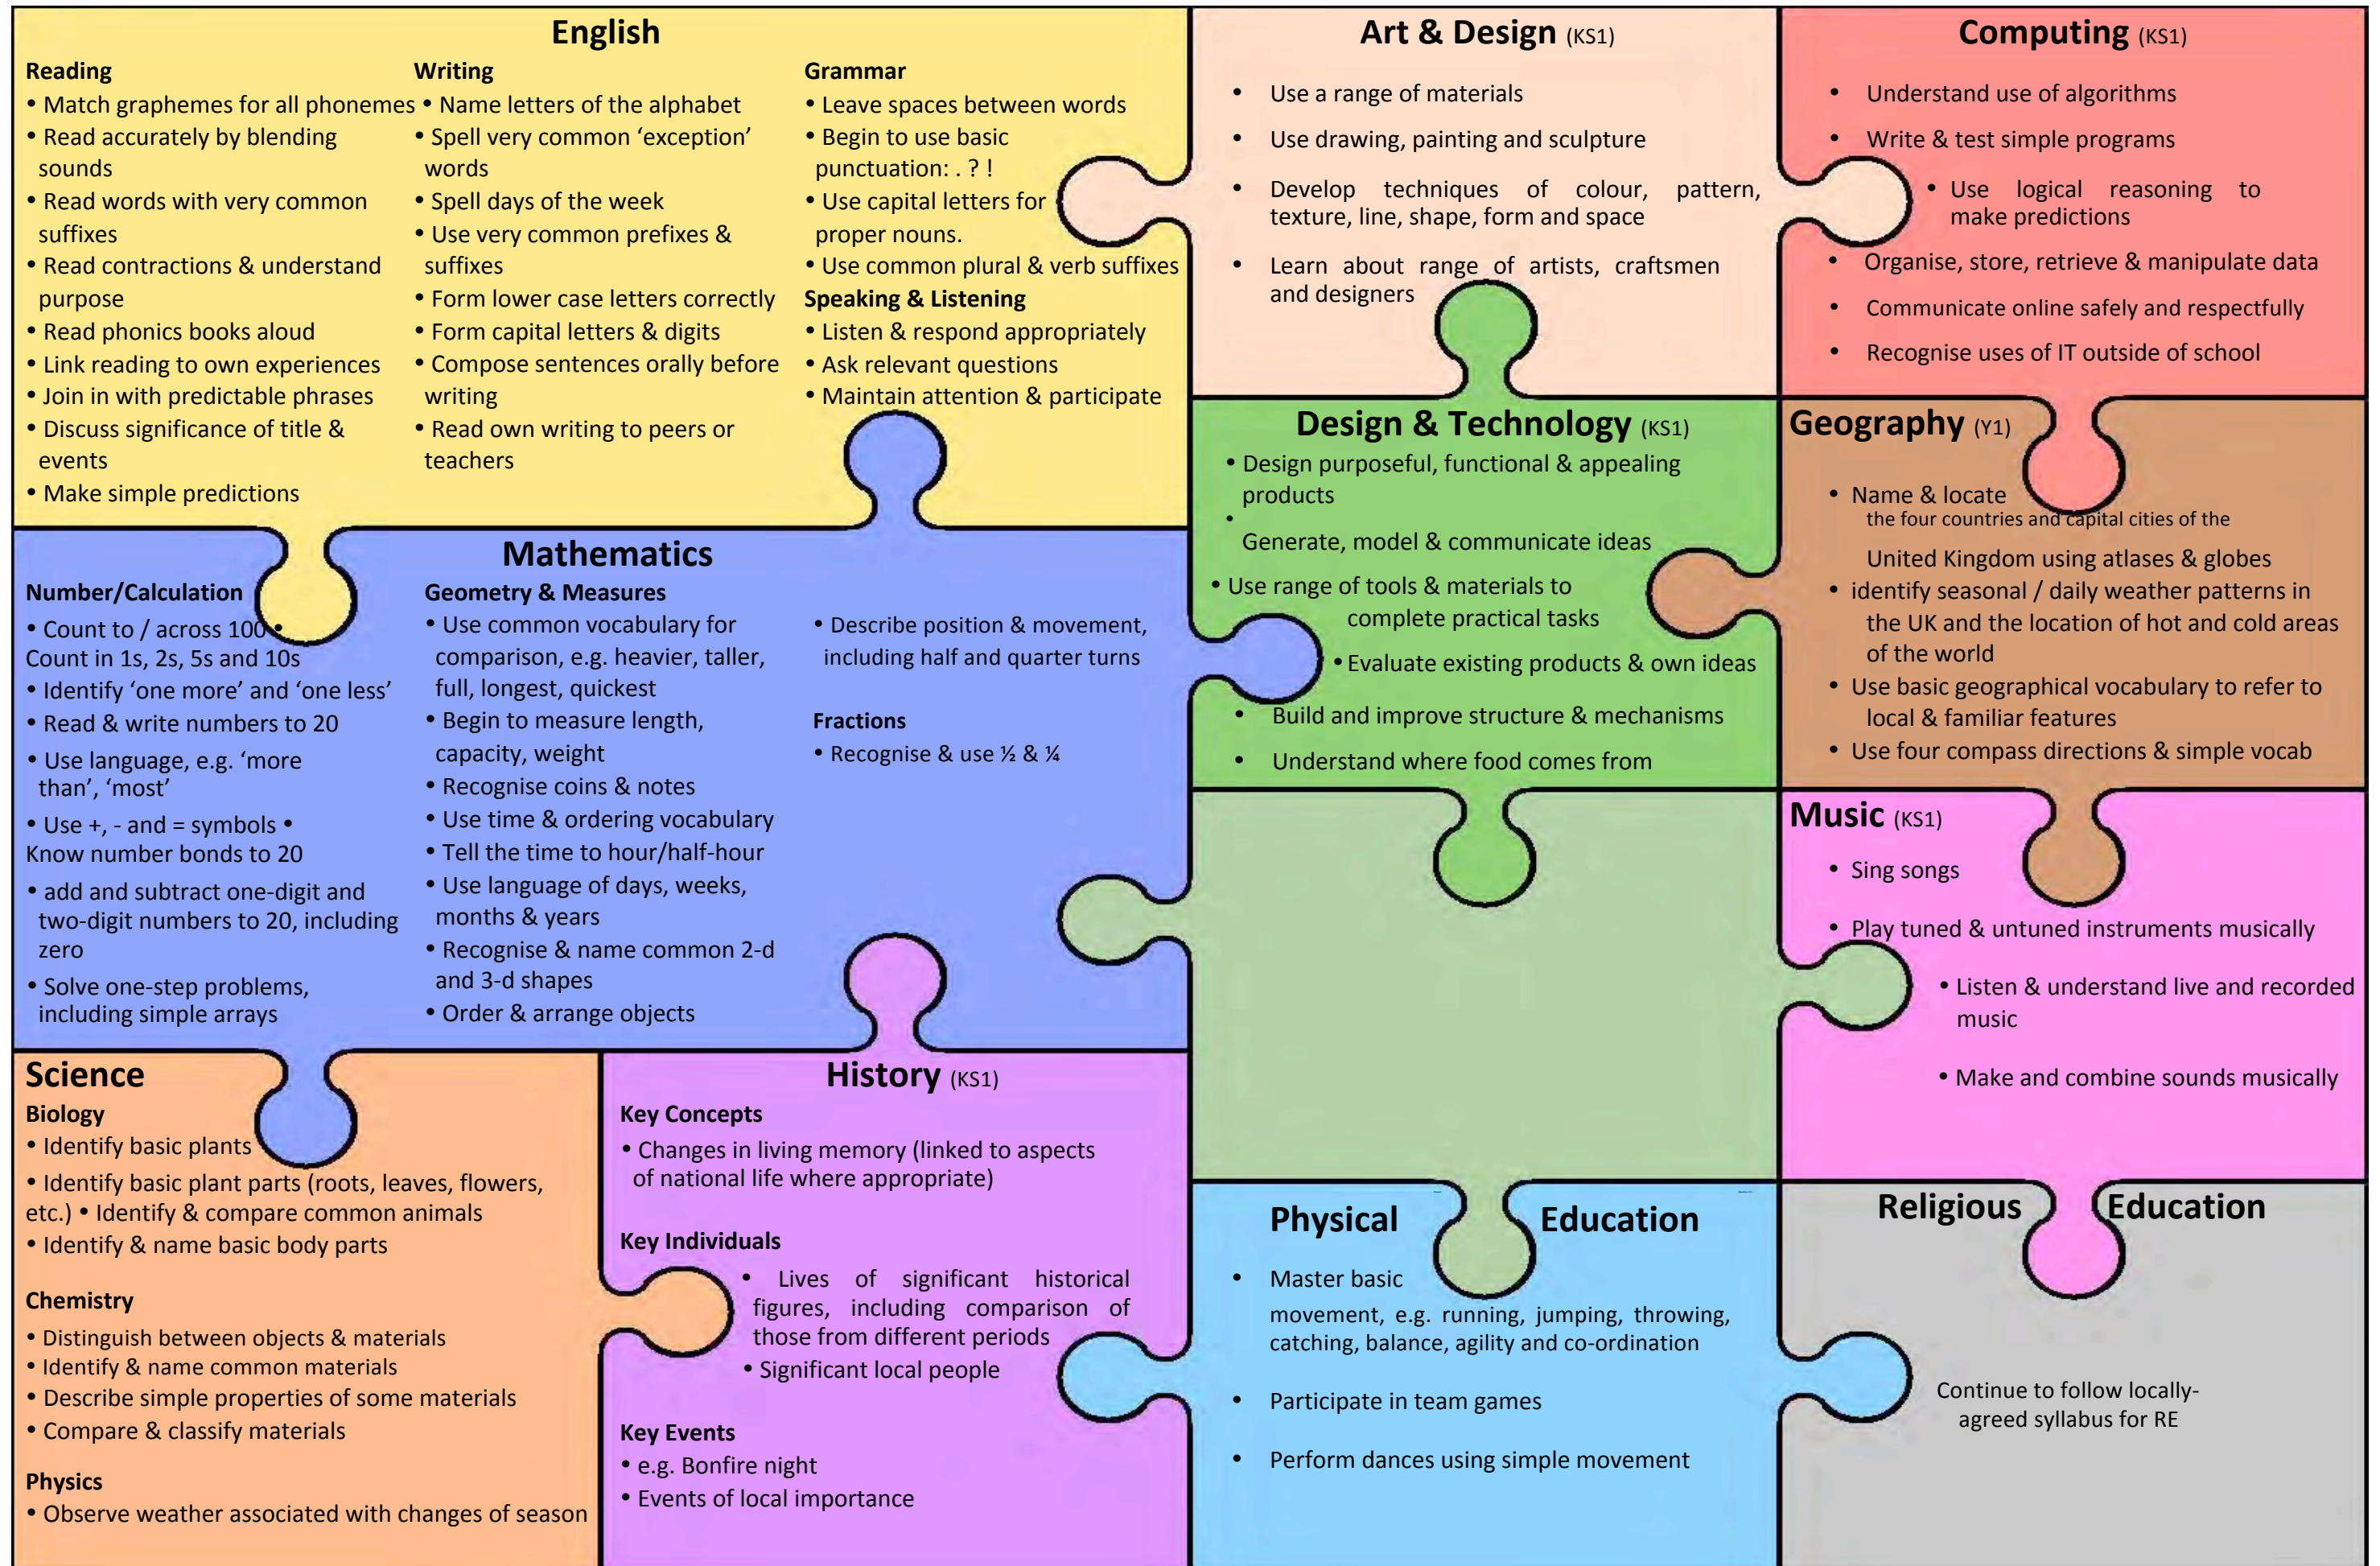 English
Reading
• Match graphemes for all phonemes
• Read accurately by blending
sounds
• Read words with very common
suffixes
• Read contractions & understand
purpose
• Read phonics books aloud
• Link reading to own experiences
• Join in with predictable phrases
• Discuss significance of title &
events
• Make simple predictions
Writing
• Name letters of the alphabet
• Spell very common ‘exception’
words
• Spell days of the week
• Use very common prefixes &
suffixes
• Form lower case letters correctly
• Form capital letters & digits
• Compose sentences orally before
writing
• Read own writing to peers or
teachers
Grammar
• Leave spaces between words
• Begin to use basic
punctuation: . ? !
• Use capital letters for
proper nouns.
• Use common plural & verb suffixes
Speaking & Listening
• Listen & respond appropriately
• Ask relevant questions
• Maintain attention & participate
Art & Design (KS1)
• Use a range of materials
• Use drawing, painting and sculpture
• Develop techniques of colour, pattern,
texture, line, shape, form and space
• Learn about range of artists, craftsmen
and designers
Computing (KS1)
• Understand use of algorithms
• Write & test simple programs
• Use logical reasoning to
make predictions
• Organise, store, retrieve & manipulate data
• Communicate online safely and respectfully
• Recognise uses of IT outside of school
Mathematics
Number/Calculation
• Count to / across 100 •
Count in 1s, 2s, 5s and 10s
• Identify ‘one more’ and ‘one less’
• Read & write numbers to 20
• Use language, e.g. ‘more
than’, ‘most’
• Use +, - and = symbols •
Know number bonds to 20
• add and subtract one-digit and
two-digit numbers to 20, including
zero
• Solve one-step problems,
including simple arrays
Geometry & Measures
• Use common vocabulary for
comparison, e.g. heavier, taller,
full, longest, quickest
• Begin to measure length,
capacity, weight
• Recognise coins & notes
• Use time & ordering vocabulary
• Tell the time to hour/half-hour
• Use language of days, weeks,
months & years
• Recognise & name common 2-d
and 3-d shapes
• Order & arrange objects
• Describe position & movement,
including half and quarter turns
Fractions
• Recognise & use ½ & ¼
Design & Technology (KS1)
• Design purposeful, functional & appealing
products
•
Generate, model & communicate ideas
• Use range of tools & materials to
complete practical tasks
• Evaluate existing products & own ideas
• Build and improve structure & mechanisms
• Understand where food comes from
Geography (Y1)
• Name & locate
the four countries and capital cities of the
United Kingdom using atlases & globes
• identify seasonal / daily weather patterns in
the UK and the location of hot and cold areas
of the world
• Use basic geographical vocabulary to refer to
local & familiar features
• Use four compass directions & simple vocab
Music (KS1)
• Sing songs
• Play tuned & untuned instruments musically
• Listen & understand live and recorded
music
• Make and combine sounds musically
Science
Biology
• Identify basic plants
• Identify basic plant parts (roots, leaves, flowers,
etc.) • Identify & compare common animals
• Identify & name basic body parts
Chemistry
• Distinguish between objects & materials
• Identify & name common materials
• Describe simple properties of some materials
• Compare & classify materials
Physics
• Observe weather associated with changes of season
History (KS1)
Key Concepts
• Changes in living memory (linked to aspects
of national life where appropriate)
Key Individuals
• Lives of significant historical
figures, including comparison of
those from different periods
• Significant local people
Key Events
• e.g. Bonfire night
• Events of local importance
Physical Education
• Master basic
movement, e.g. running, jumping, throwing,
catching, balance, agility and co-ordination
• Participate in team games
• Perform dances using simple movement
Religious Education
Continue to follow locally-
agreed syllabus for RE